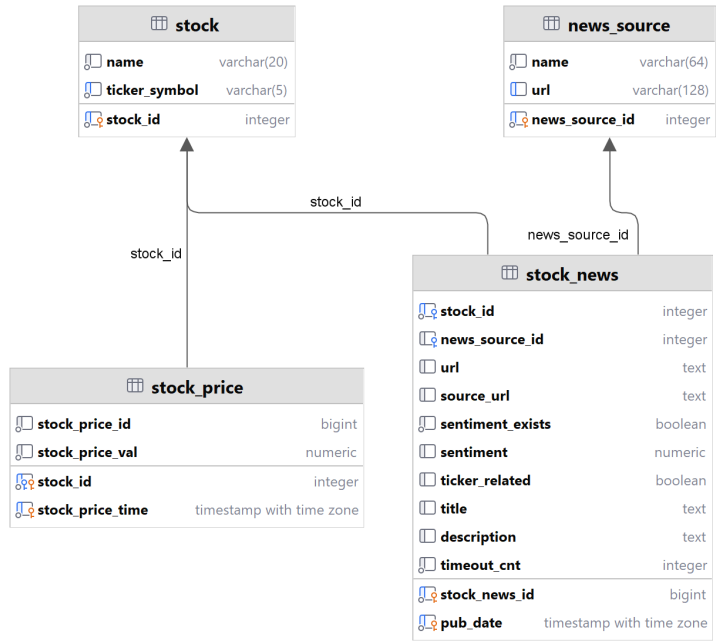 stock
name varchar(20)
ticker_symbol varchar(5)
stock_id integer
news_source
name varchar(64)
url varchar(128)
news_source_id integer
stock_id
news_source_id
stock_id
stock_price
stock_price_id bigint
stock_price_val numeric
stock_id integer
stock_price_time timestamp with time zone
stock_news
stock_id integer
news_source_id integer
url text
source_url text
sentiment_exists boolean
sentiment numeric
ticker_related boolean
title text
description text
timeout_cnt integer
stock_news_id bigint
pub_date timestamp with time zone